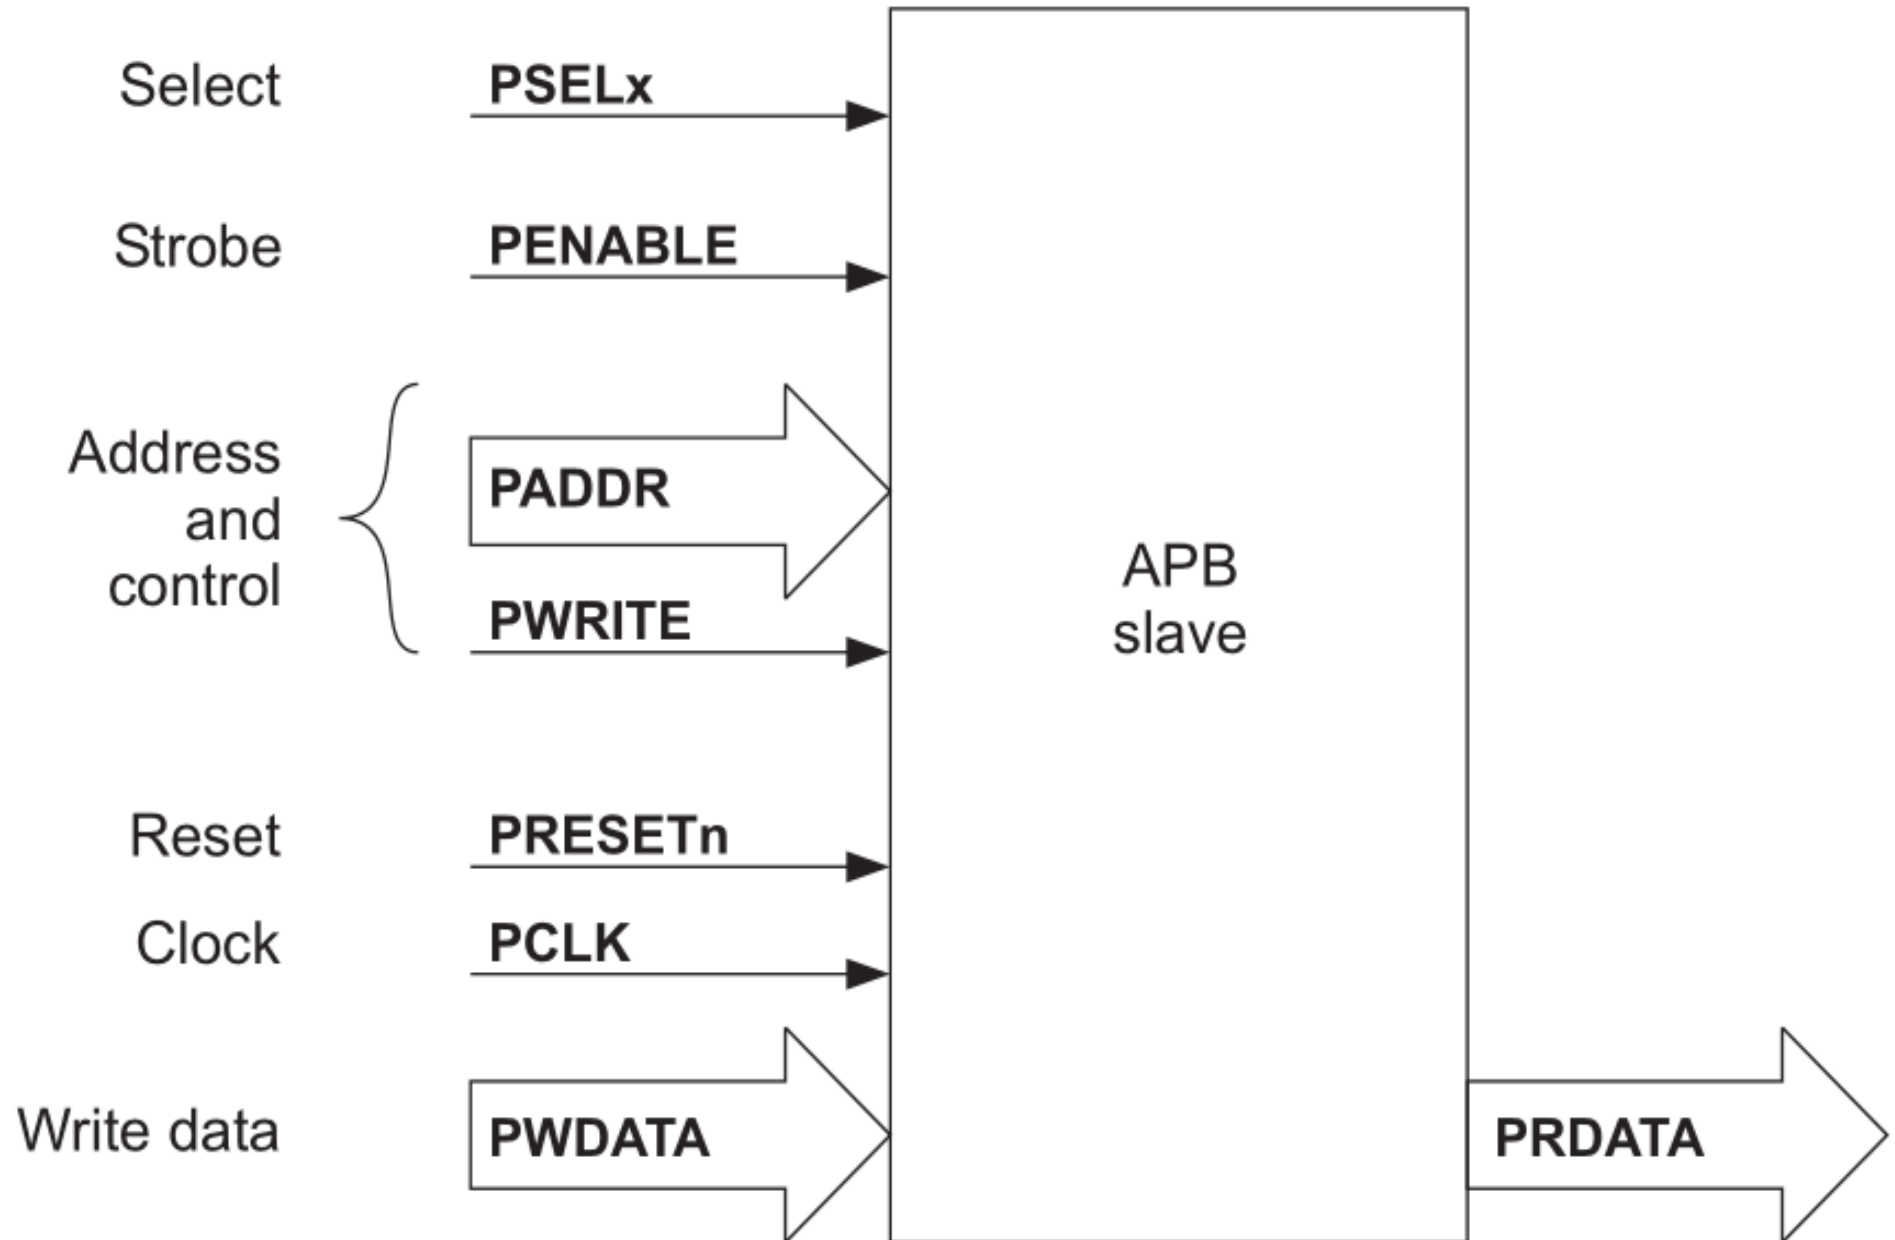 Select
PSELx
Strobe
PENABLE
Address
and
control
PADDR
PWRITE
APB
slave
Reset
PRESETn
Clock
PCLK
Write data
PWDATA
PRDATA